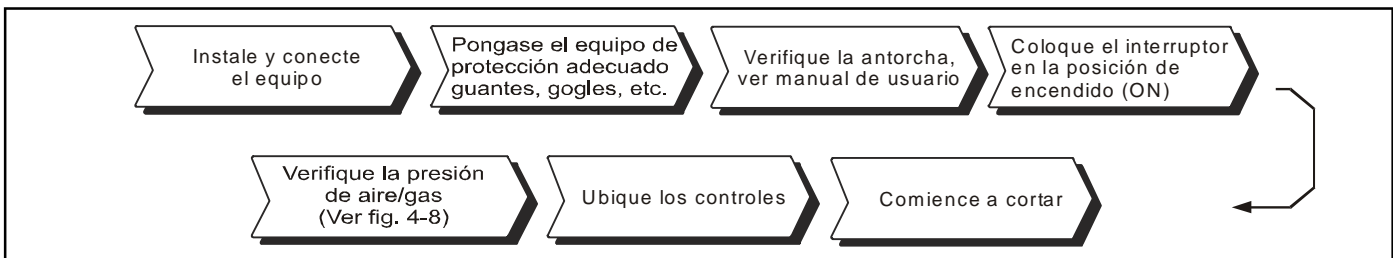 Instale y conecte
el equipo
Pongase el equipo de
protección adecuado
guantes, gogles, etc.
Verifique la antorcha,
ver manual de usuario
Coloque el interruptor
en la posición de
encendido (ON)
Verifique la presión
de aire/gas
(Ver fig. 4-8)
Ubique los controles
Comience a cortar